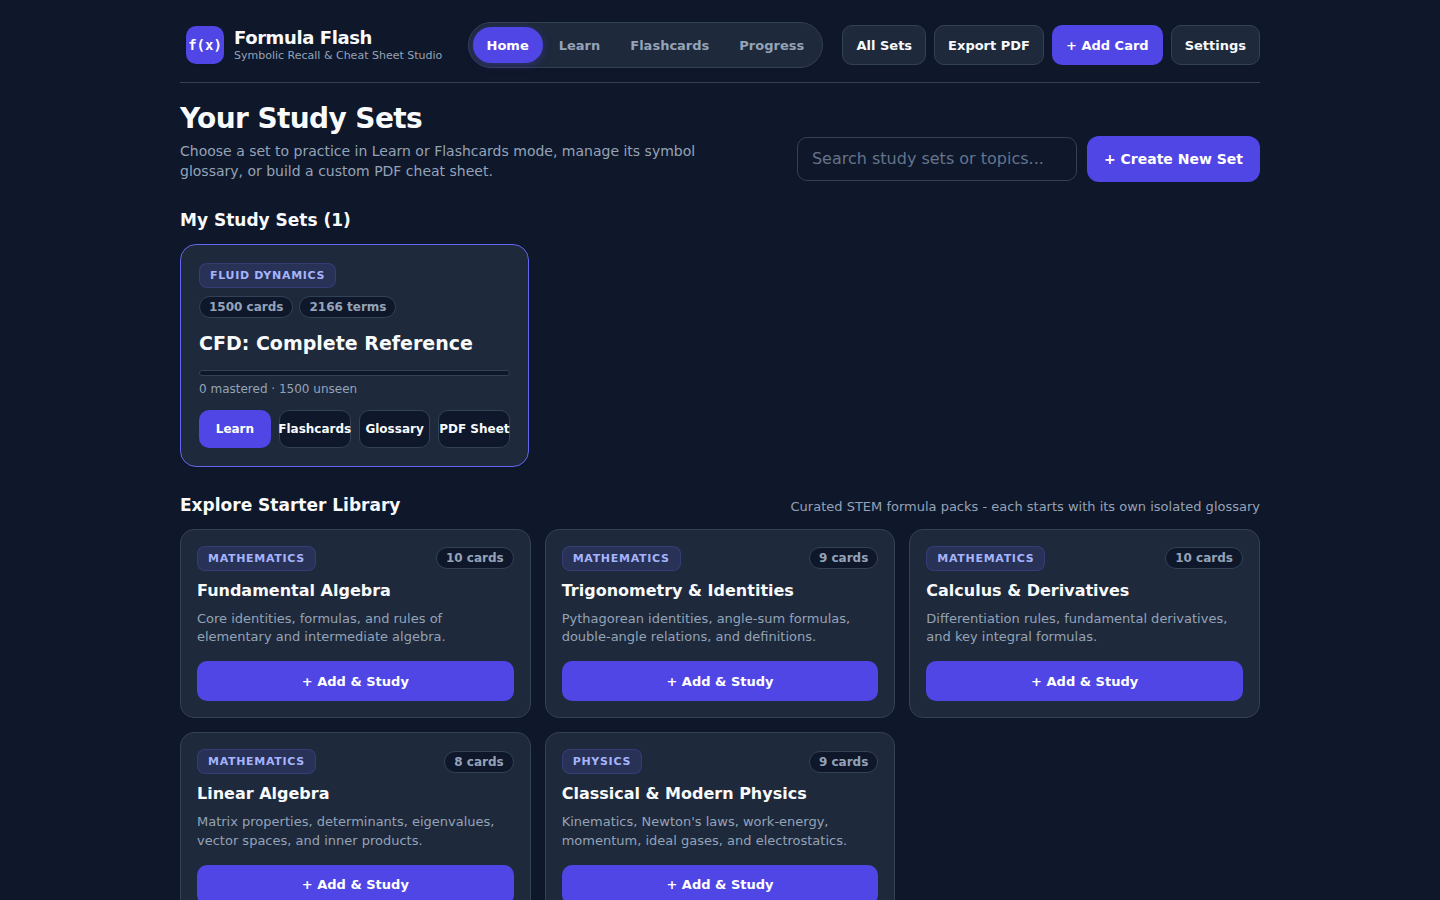 f(x)
Formula Flash
Symbolic Recall & Cheat Sheet Studio
Home
Learn
Flashcards
Progress
All Sets
Export PDF
+ Add Card
Settings
Your Study Sets
Choose a set to practice in Learn or Flashcards mode, manage its symbol
glossary, or build a custom PDF cheat sheet.
Search study sets or topics...
+ Create New Set
My Study Sets (1)
FLUID DYNAMICS
1500 cards
2166 terms
CFD: Complete Reference
0 mastered · 1500 unseen
Learn
Flashcards
Glossary
PDF Sheet
Explore Starter Library
Curated STEM formula packs - each starts with its own isolated glossary
MATHEMATICS
10 cards
Fundamental Algebra
Core identities, formulas, and rules of
elementary and intermediate algebra.
+ Add & Study
MATHEMATICS
9 cards
Trigonometry & Identities
Pythagorean identities, angle-sum formulas,
double-angle relations, and definitions.
+ Add & Study
MATHEMATICS
10 cards
Calculus & Derivatives
Differentiation rules, fundamental derivatives,
and key integral formulas.
+ Add & Study
MATHEMATICS
8 cards
Linear Algebra
Matrix properties, determinants, eigenvalues,
vector spaces, and inner products.
+ Add & Study
PHYSICS
9 cards
Classical & Modern Physics
Kinematics, Newton's laws, work-energy,
momentum, ideal gases, and electrostatics.
+ Add & Study